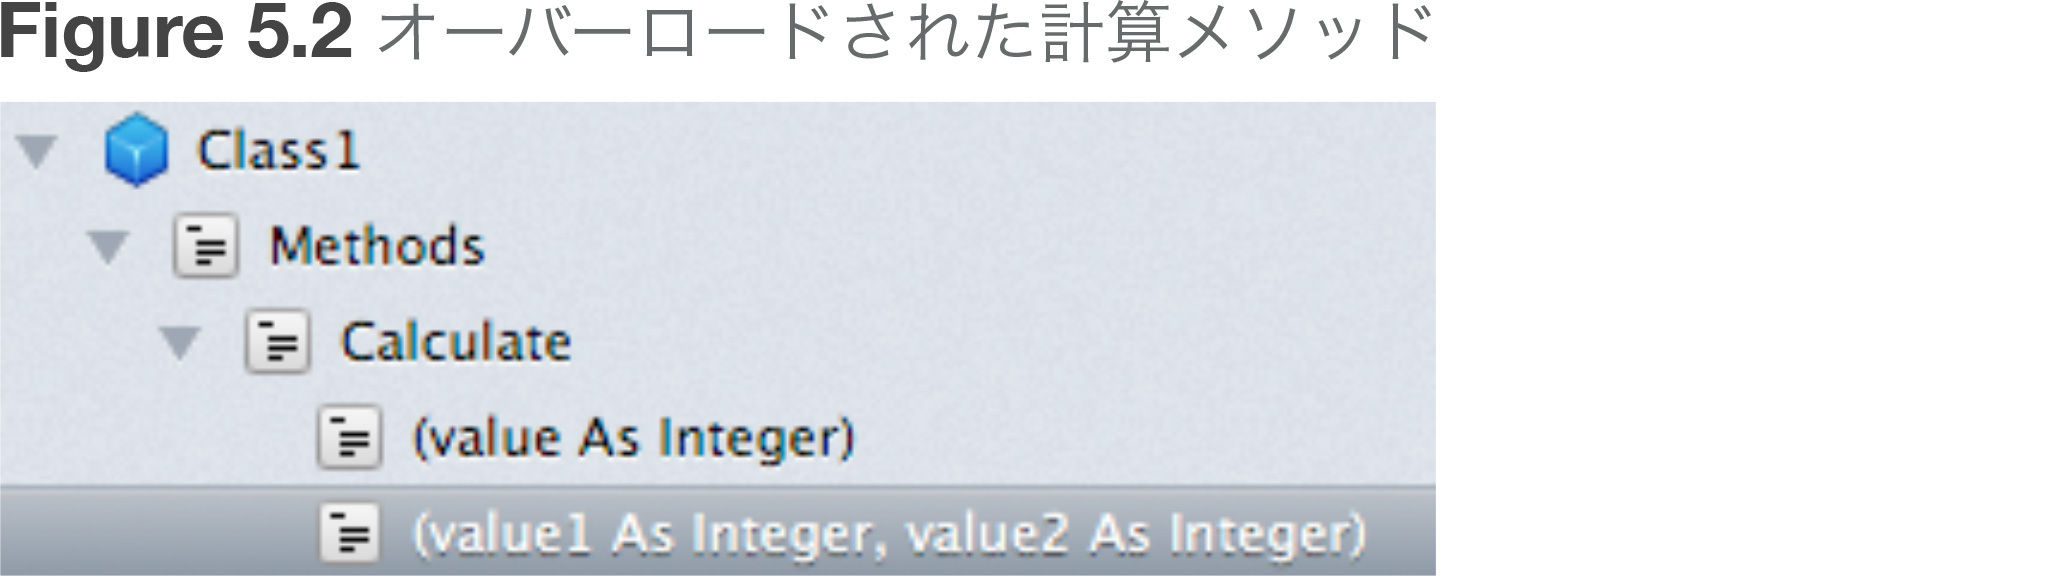 Figure 5.2 オーバーロードされた計算メソッド
Class1
Methods
Calculate
(value As Integer)
(value1 As Integer, value2 As Integer)